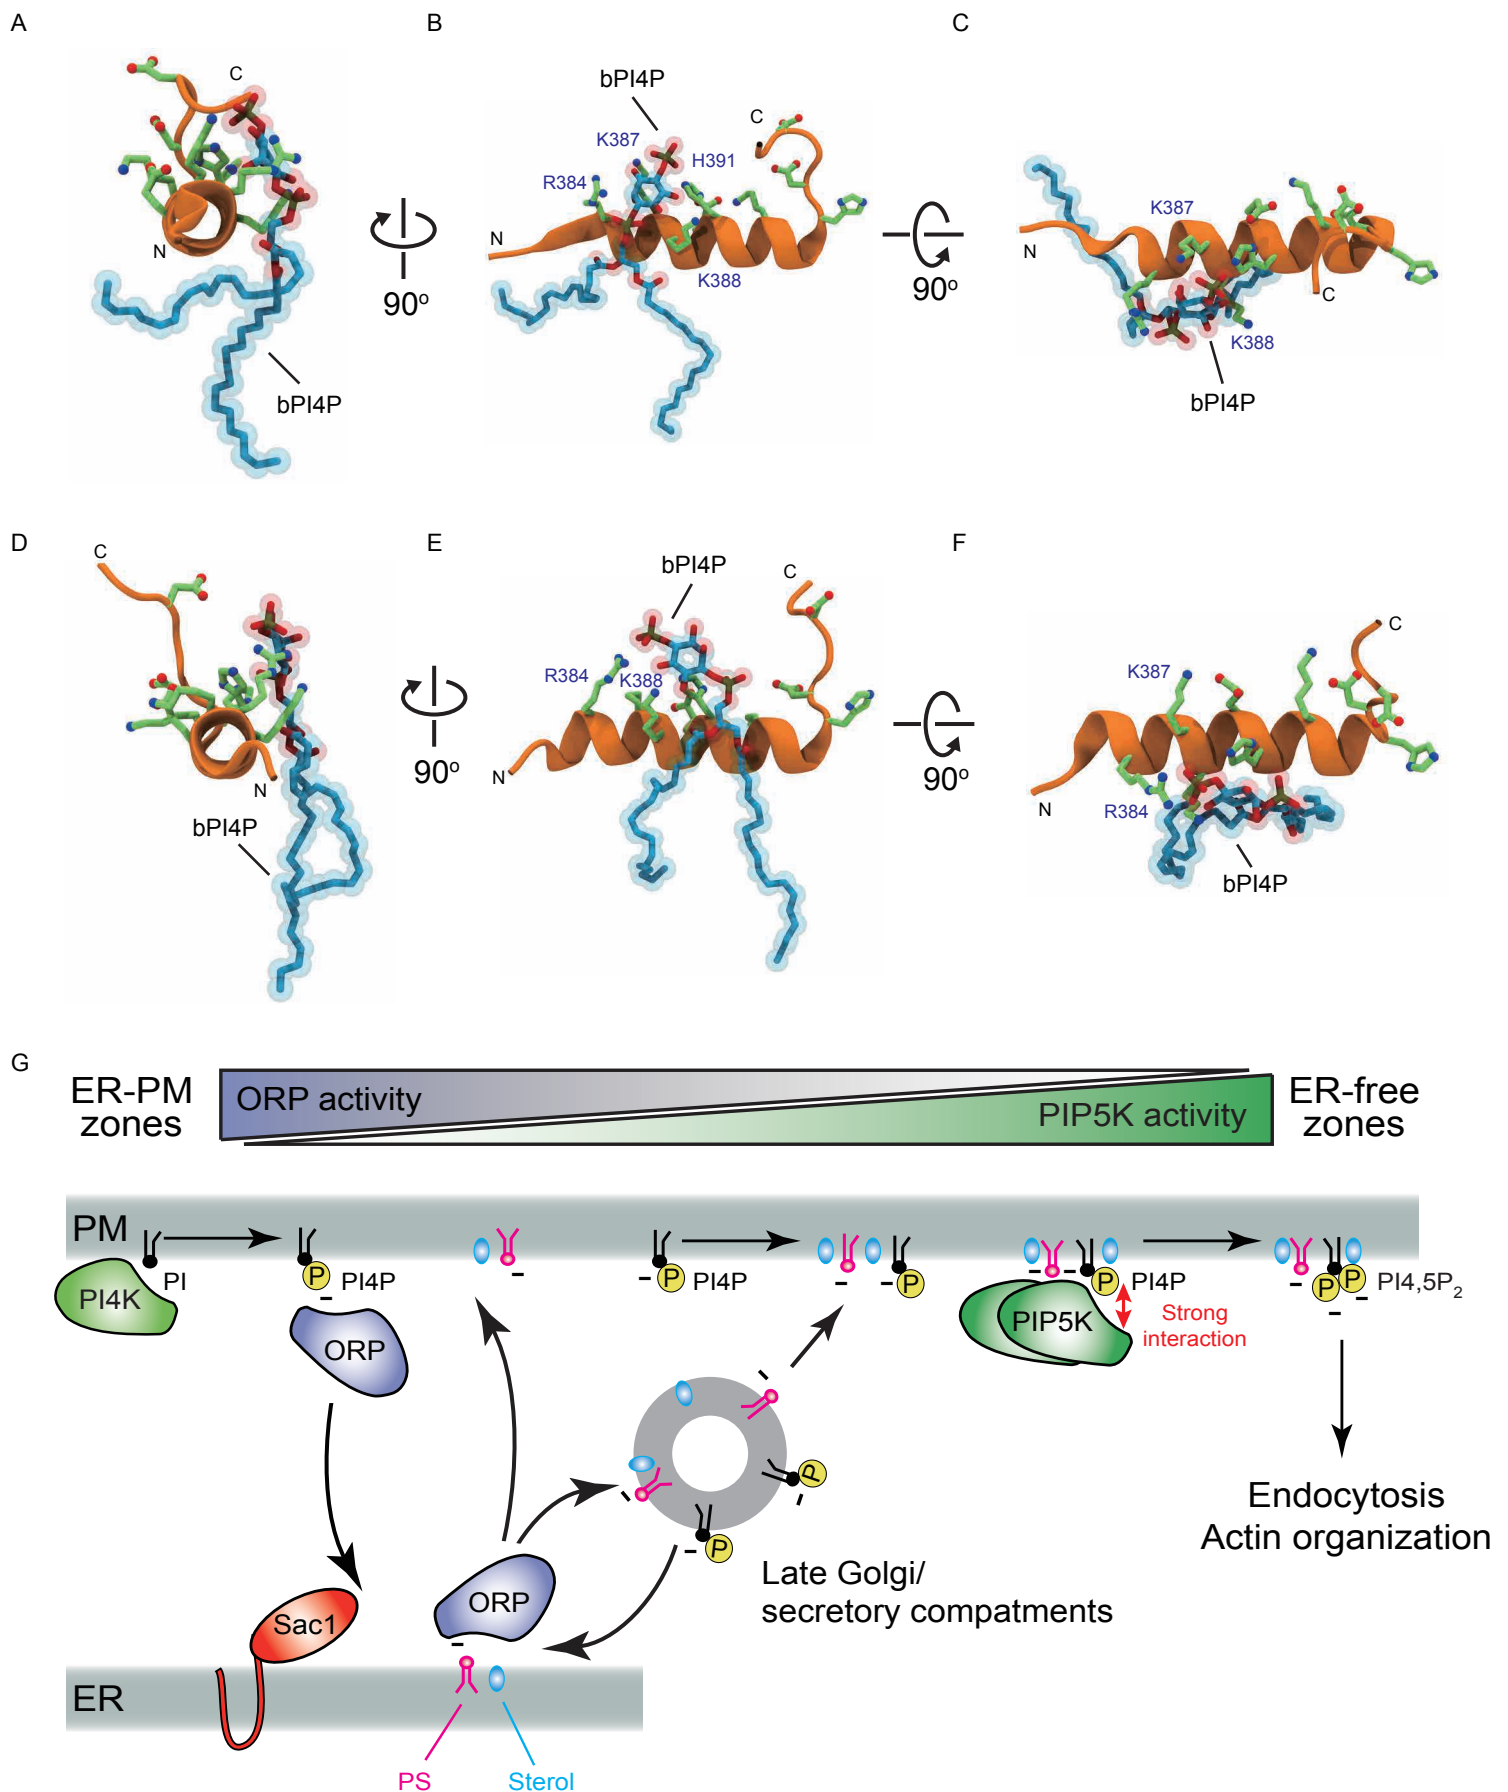 A
B
C
C
N
bPI4P
90o
bPI4P
K387
H391
R384
C
N
K388
90o
K387
N
C
K388
bPI4P
D
E
F
C
N
bPI4P
90o
bPI4P
C
R384
K388
N
90o
K387
C
N
R384
bPI4P
G
ER-PM
zones
ORP activity
PIP5K activity
ER-free
zones
PM
PI4K
PI
P
PI4P
ORP
P
PI4P
P
P
PI4P
PIP5K
Strong
interaction
P
P
PI4,5P2
P
P
Late Golgi/
secretory compatments
Endocytosis
Actin organization
Sac1
ORP
ER
PS
Sterol